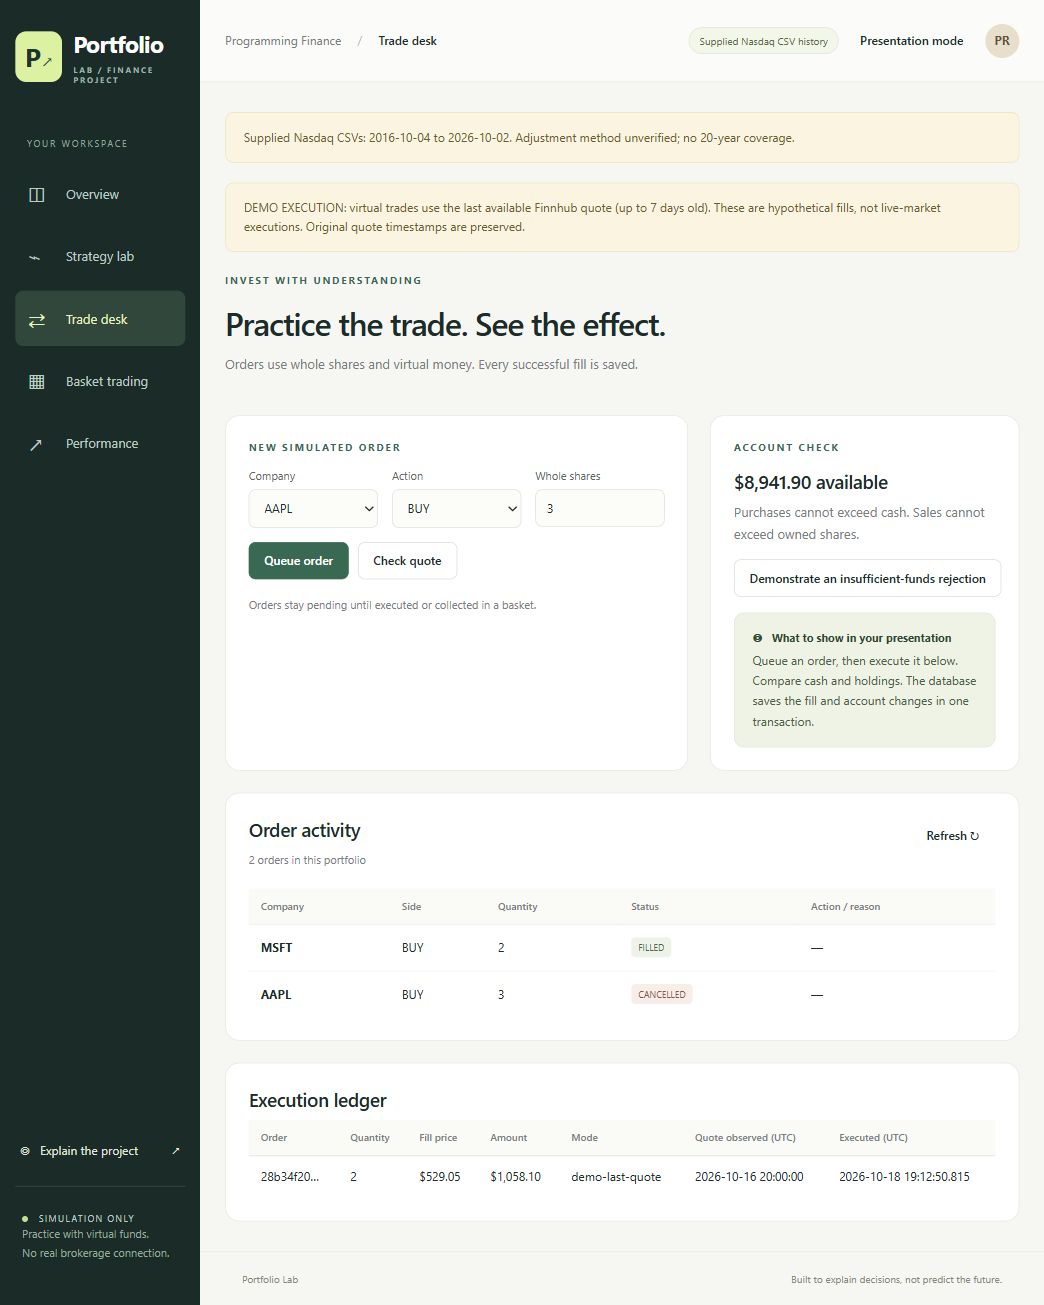 P↗
Portfolio
LAB / FINANCE
PROJECT
YOUR WORKSPACE
Overview
Strategy lab
Trade desk
Basket trading
Performance
Explain the project ↗
SIMULATION ONLY
Practice with virtual funds.
No real brokerage connection.
Programming Finance / Trade desk
Supplied Nasdaq CSV history
Presentation mode
PR
Supplied Nasdaq CSVs: 2016-10-04 to 2026-10-02. Adjustment method unverified; no 20-year coverage.
DEMO EXECUTION: virtual trades use the last available Finnhub quote (up to 7 days old). These are hypothetical fills, not live-market
executions. Original quote timestamps are preserved.
INVEST WITH UNDERSTANDING
Practice the trade. See the effect.
Orders use whole shares and virtual money. Every successful fill is saved.
NEW SIMULATED ORDER
Company Action Whole shares
AAPL BUY 3
Queue order Check quote
Orders stay pending until executed or collected in a basket.
ACCOUNT CHECK
$8,941.90 available
Purchases cannot exceed cash. Sales cannot
exceed owned shares.
Demonstrate an insufficient-funds rejection
What to show in your presentation
Queue an order, then execute it below.
Compare cash and holdings. The database
saves the fill and account changes in one
transaction.
Order activity
Refresh ↻
2 orders in this portfolio
Company Side Quantity Status Action / reason
MSFT BUY 2 FILLED —
AAPL BUY 3 CANCELLED —
Execution ledger
Order Quantity Fill price Amount Mode Quote observed (UTC) Executed (UTC)
28b34f20... 2 $529.05 $1,058.10 demo-last-quote 2026-10-16 20:00:00 2026-10-18 19:12:50.815
Portfolio Lab
Built to explain decisions, not predict the future.